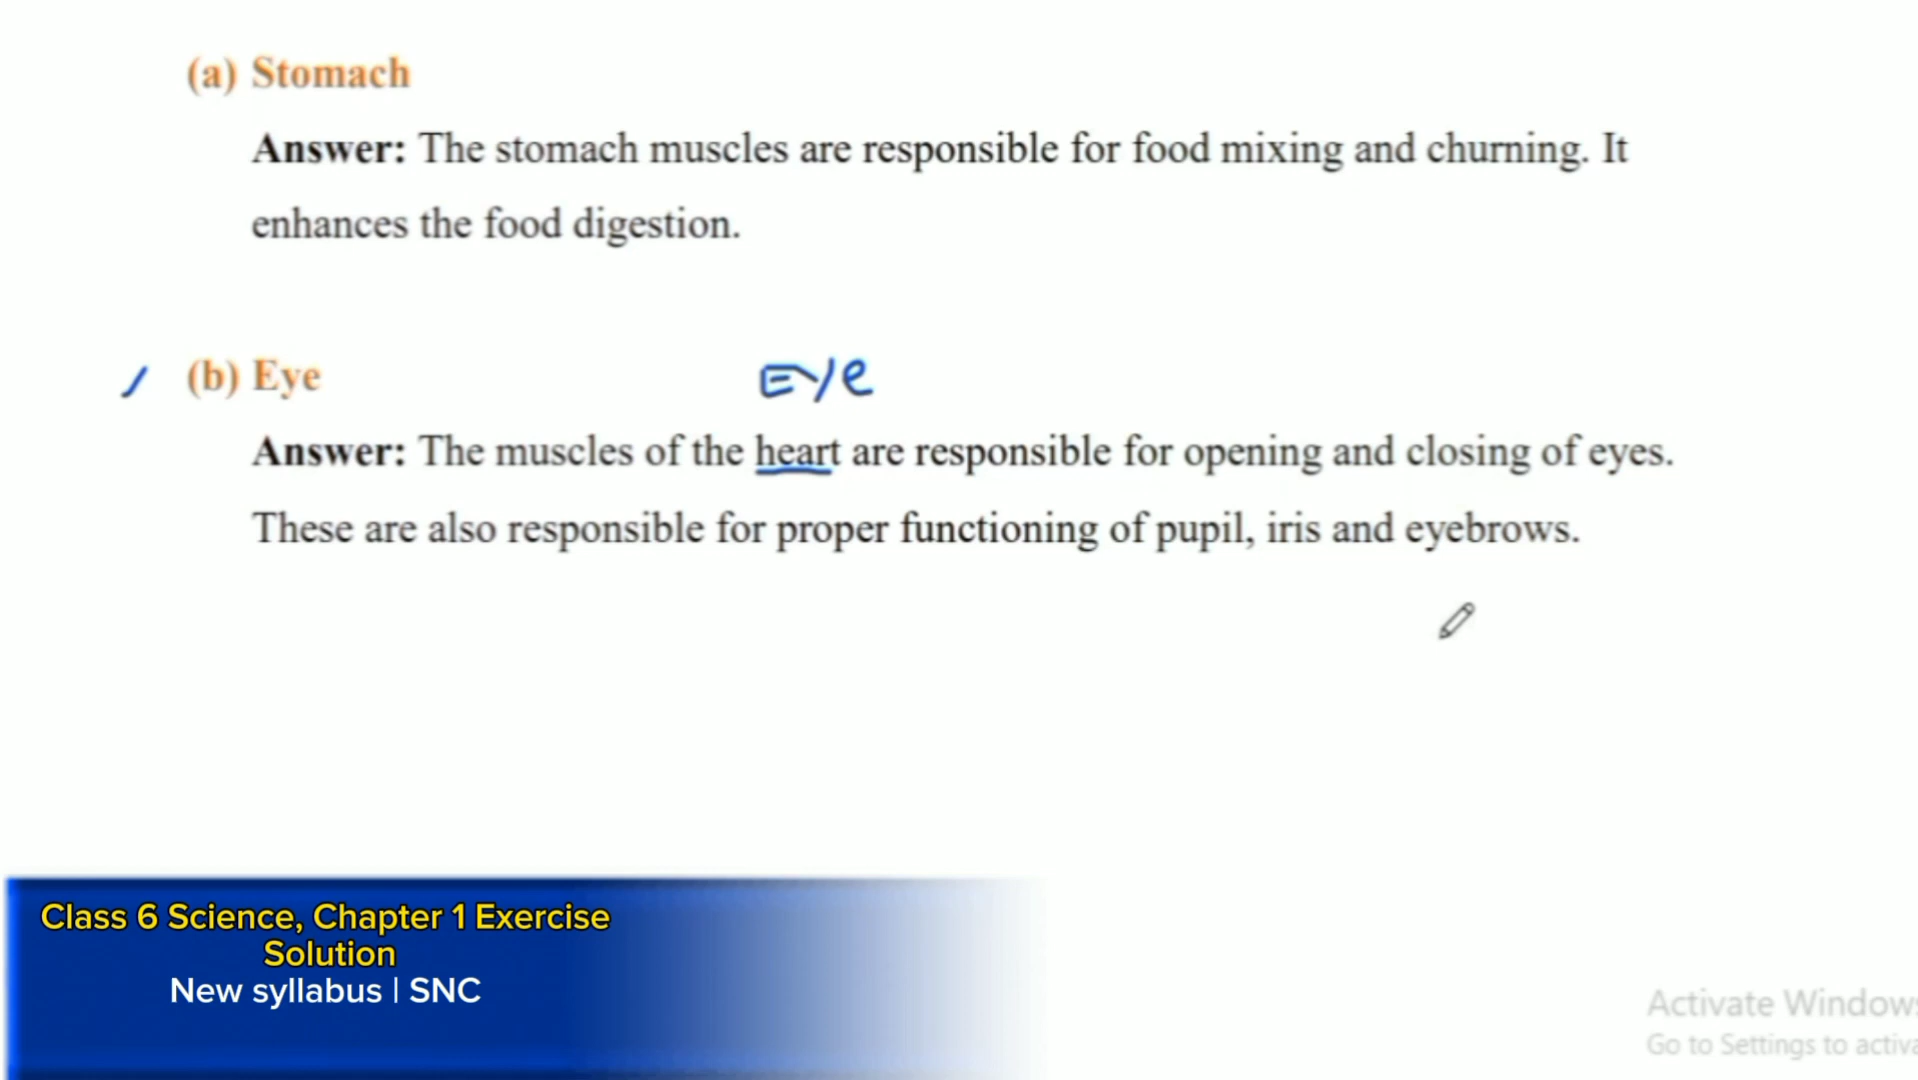 (a) Stomach
Answer: The stomach muscles are responsible for food mixing and churning. It
enhances the food digestion.
(b) Eye
Eye
Answer: The muscles of the heart are responsible for opening and closing of eyes.
These are also responsible for proper functioning of pupil, iris and eyebrows.
Class 6 Science, Chapter 1 Exercise
Solution
New syllabus | SNC
Activate Windows
Go to Settings to activa